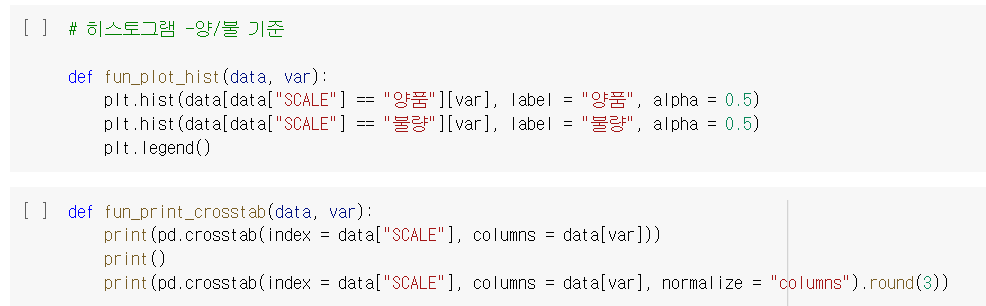 [ ] # 히스토그램 -양/불 기준
def fun_plot_hist(data, var):
    plt.hist(data[data["SCALE"] == "양품"][var], label = "양품", alpha = 0.5)
    plt.hist(data[data["SCALE"] == "불량"][var], label = "불량", alpha = 0.5)
    plt.legend()
[ ] def fun_print_crosstab(data, var):
    print(pd.crosstab(index = data["SCALE"], columns = data[var]))
    print()
    print(pd.crosstab(index = data["SCALE"], columns = data[var], normalize = "columns").round(3))